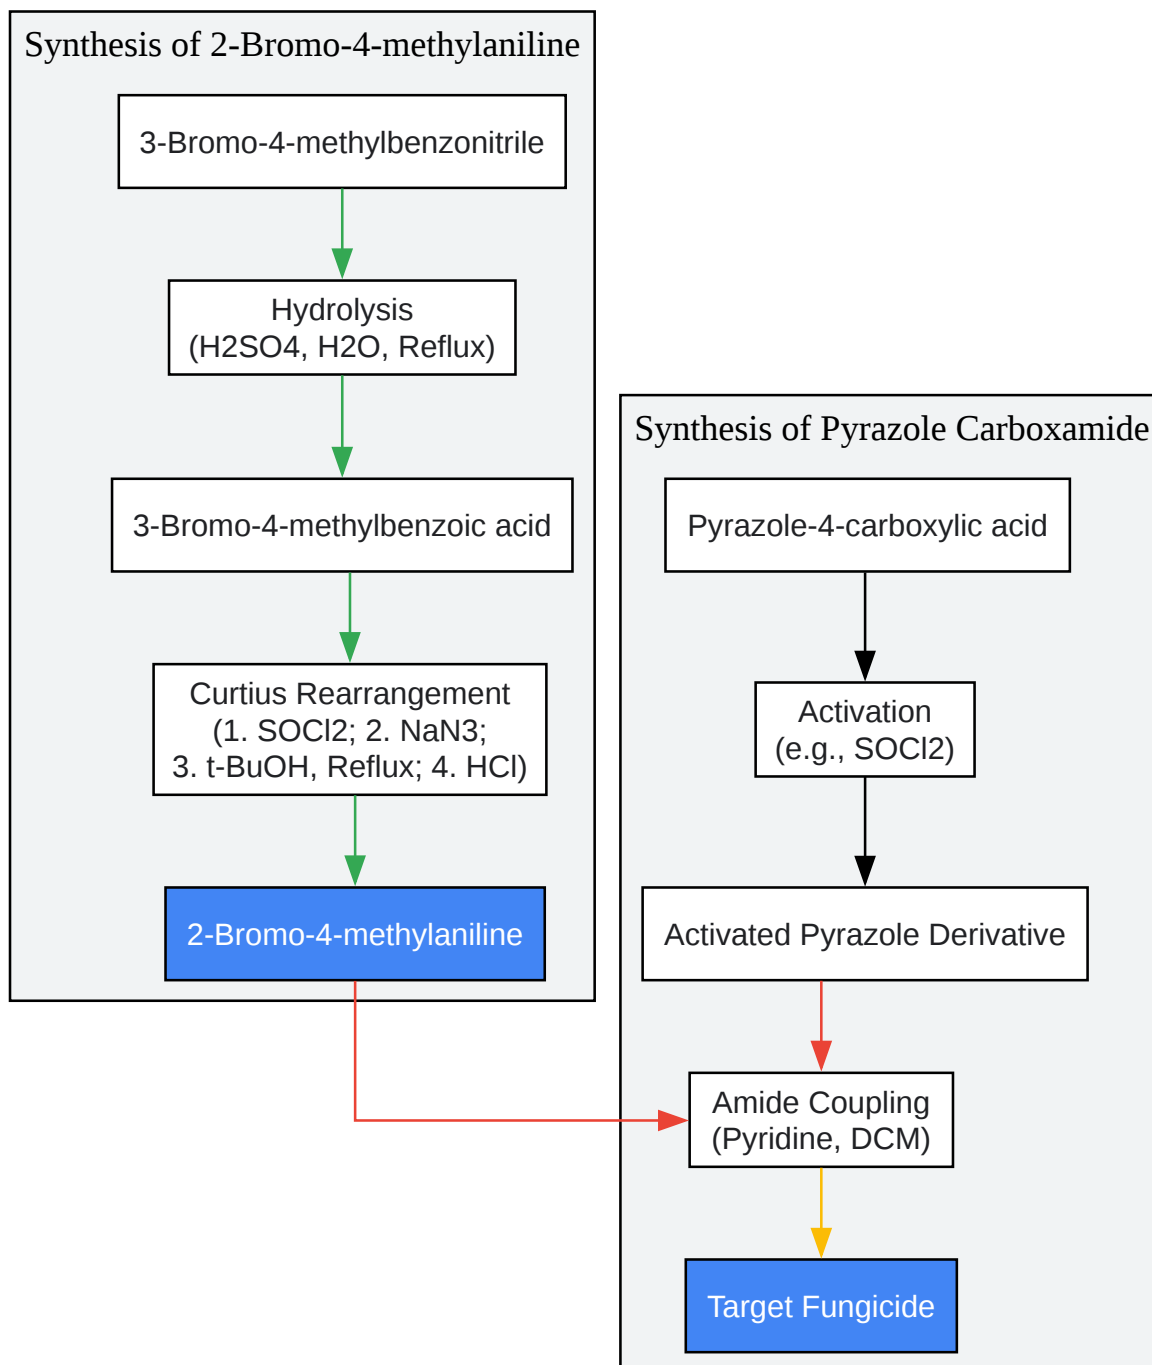 Synthesis of 2-Bromo-4-methylaniline
3-Bromo-4-methylbenzonitrile
Hydrolysis
(H2SO4, H2O, Reflux)
3-Bromo-4-methylbenzoic acid
Curtius Rearrangement
(1. SOCl2; 2. NaN3;
3. t-BuOH, Reflux; 4. HCl)
2-Bromo-4-methylaniline
Synthesis of Pyrazole Carboxamide
Pyrazole-4-carboxylic acid
Activation
(e.g., SOCl2)
Activated Pyrazole Derivative
Amide Coupling
(Pyridine, DCM)
Target Fungicide